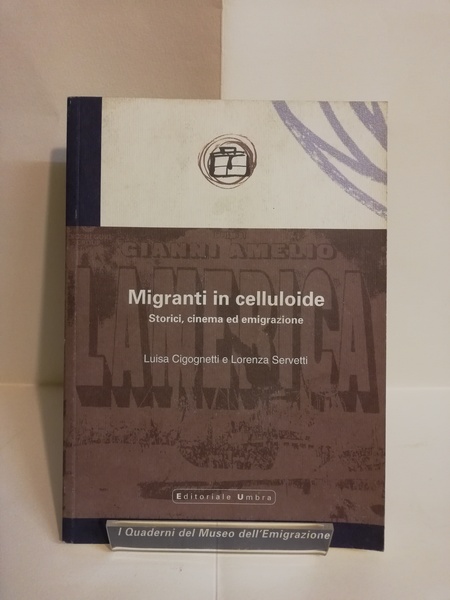 GIANNI AMELIO
LAMERICA
Migranti in celluloide
Storici, cinema ed emigrazione
Luisa Cigognetti e Lorenza Servetti
Editoriale Umbra
I Quaderni del Museo dell'Emigrazione